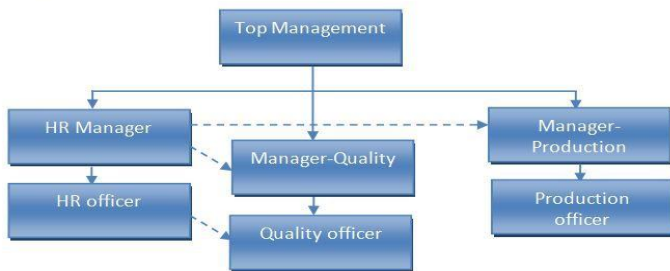 Top Management
HR Manager
Manager-
Production
Manager-Quality
HR officer
Production
officer
Quality officer